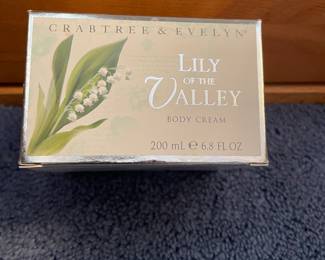 CRABTREE & EVELYN®
LILY
OF THE
VALLEY
BODY CREAM
200 mL ℮ 6.8 FL OZ